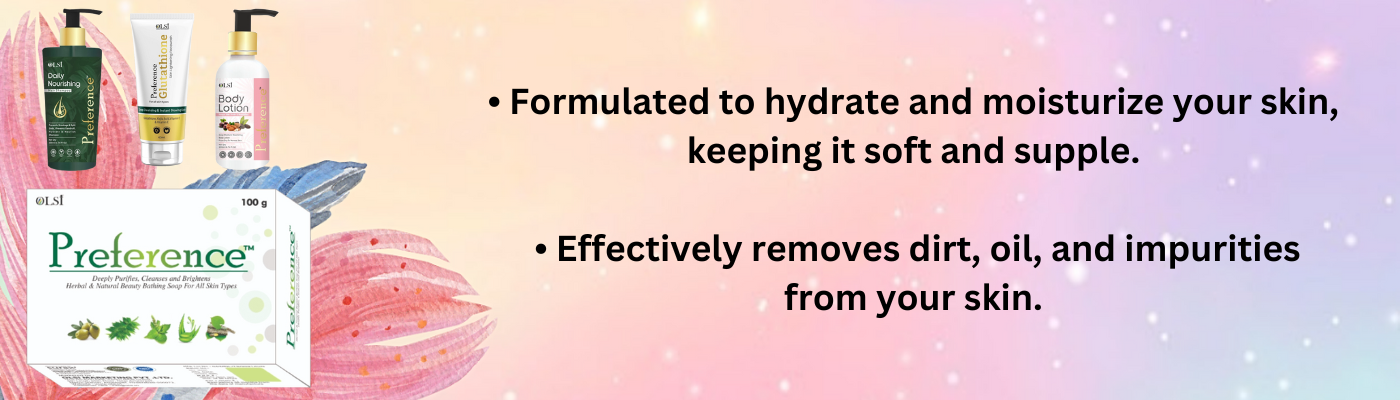 OLSI
Daily
Nourishing
Preference
OLSI
Preference
Glutathione
OLSI
Body
Lotion
• Formulated to hydrate and moisturize your skin,
keeping it soft and supple.
• Effectively removes dirt, oil, and impurities
from your skin.
OLSI
100 g
Preference™
Deeply Purifies, Cleanses and Brightens
Herbal & Natural Beauty Bathing Soap For All Skin Types
Preference